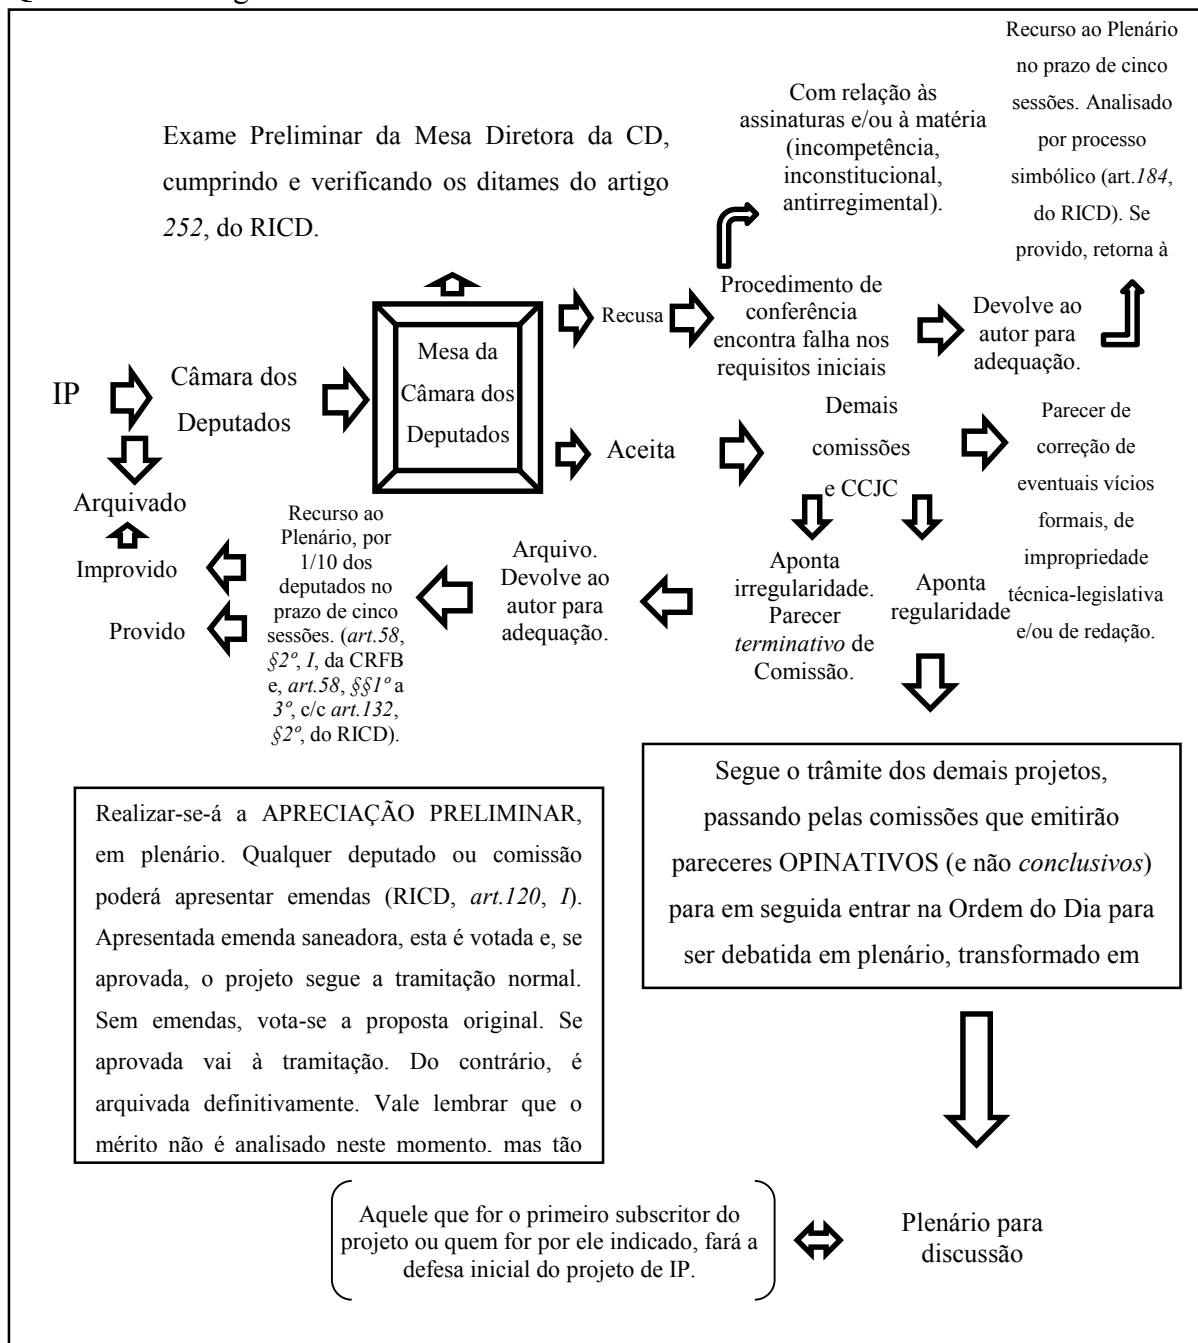 Recurso ao Plenário
no prazo de cinco
sessões. Analisado
por processo
simbólico (art.184,
do RICD). Se
provido, retorna à
Com relação às
assinaturas e/ou à matéria
(incompetência,
inconstitucional,
antirregimental).
Exame Preliminar da Mesa Diretora da CD,
cumprindo e verificando os ditames do artigo
252, do RICD.
IP
Câmara dos
Deputados
Mesa da
Câmara dos
Deputados
Recusa
Procedimento de
conferência
encontra falha nos
requisitos iniciais
Devolve ao
autor para
adequação.
Aceita
Demais
comissões
e CCJC
Parecer de
correção de
eventuais vícios
formais, de
impropriedade
técnica-legislativa
e/ou de redação.
Aponta
regularidade
Aponta
irregularidade.
Parecer
terminativo de
Comissão.
Arquivo.
Devolve ao
autor para
adequação.
Recurso ao
Plenário, por
1/10 dos
deputados no
prazo de cinco
sessões. (art.58,
§2º, I, da CRFB
e, art.58, §§1º a
3º, c/c art.132,
§2º, do RICD).
Arquivado
Improvido
Provido
Realizar-se-á a APRECIAÇÃO PRELIMINAR,
em plenário. Qualquer deputado ou comissão
poderá apresentar emendas (RICD, art.120, I).
Apresentada emenda saneadora, esta é votada e, se
aprovada, o projeto segue a tramitação normal.
Sem emendas, vota-se a proposta original. Se
aprovada vai à tramitação. Do contrário, é
arquivada definitivamente. Vale lembrar que o
mérito não é analisado neste momento, mas tão
Segue o trâmite dos demais projetos,
passando pelas comissões que emitirão
pareceres OPINATIVOS (e não conclusivos)
para em seguida entrar na Ordem do Dia para
ser debatida em plenário, transformado em
Plenário para
discussão
Aquele que for o primeiro subscritor do
projeto ou quem for por ele indicado, fará a
defesa inicial do projeto de IP.